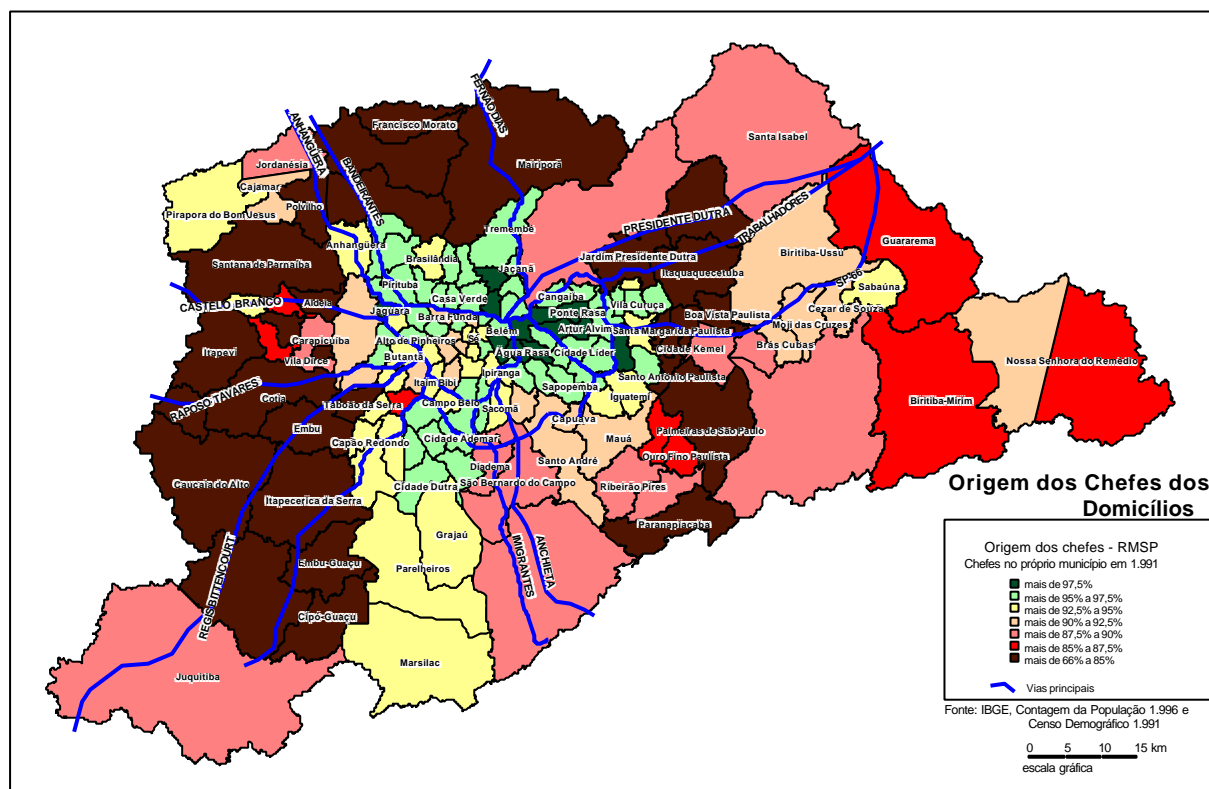 FERNÃO DIAS
ANHANGÜERA
BANDEIRANTES
Francisco Morato
Mairiporã
Santa Isabel
Jordanésia
Cajamar
Pirapora do Bom Jesus
Polvilho
Tremembé
PRESIDENTE DUTRA
TRABALHADORES
Guararema
Anhangüera
Brasilândia
Jardim Presidente Dutra
Biritiba-Ussú
Santana de Parnaíba
Jaçanã
Itaquaquecetuba
SP-66
Sabaúna
Pirituba
Casa Verde
Cangaíba
Vila Curuça
CASTELO BRANCO
Aldeia
Jaguara
Barra Funda
Ponte Rasa
Boa Vista Paulista
Cezar de Souza
Belém
Artur Alvim
Santa Margarida Paulista
Moji das Cruzes
Itapevi
Carapicuíba
Alto de Pinheiros
Sé
Brás Cubas
Vila Dirce
Butantã
Água Rasa
Cidade Líder
Cidade Kemel
Nossa Senhora do Remédio
Itaim Bibi
Ipiranga
Santo Antonio Paulista
RAPOSO TAVARES
Cotia
Sapopemba
Iguatemi
Taboão da Serra
Campo Belo
Sacomã
Biritiba-Mirim
Embu
Capuava
Palmeiras de São Paulo
Capão Redondo
Cidade Ademar
Mauá
Ouro Fino Paulista
Diadema
Santo André
Caucaia do Alto
Cidade Dutra
São Bernardo do Campo
Ribeirão Pires
Itapecerica da Serra
Paranapiacaba
Grajaú
Embu-Guaçu
Parelheiros
ANCHIETA
IMIGRANTES
REGIS BITTENCOURT
Cipó-Guaçu
Marsilac
Juquitiba
Origem dos Chefes dos
Domicílios
Origem dos chefes - RMSP
Chefes no próprio município em 1.991
mais de 97,5%
mais de 95% a 97,5%
mais de 92,5% a 95%
mais de 90% a 92,5%
mais de 87,5% a 90%
mais de 85% a 87,5%
mais de 66% a 85%
Vias principais
Fonte: IBGE, Contagem da População 1.996 e
Censo Demográfico 1.991
0 5 10 15 km
escala gráfica